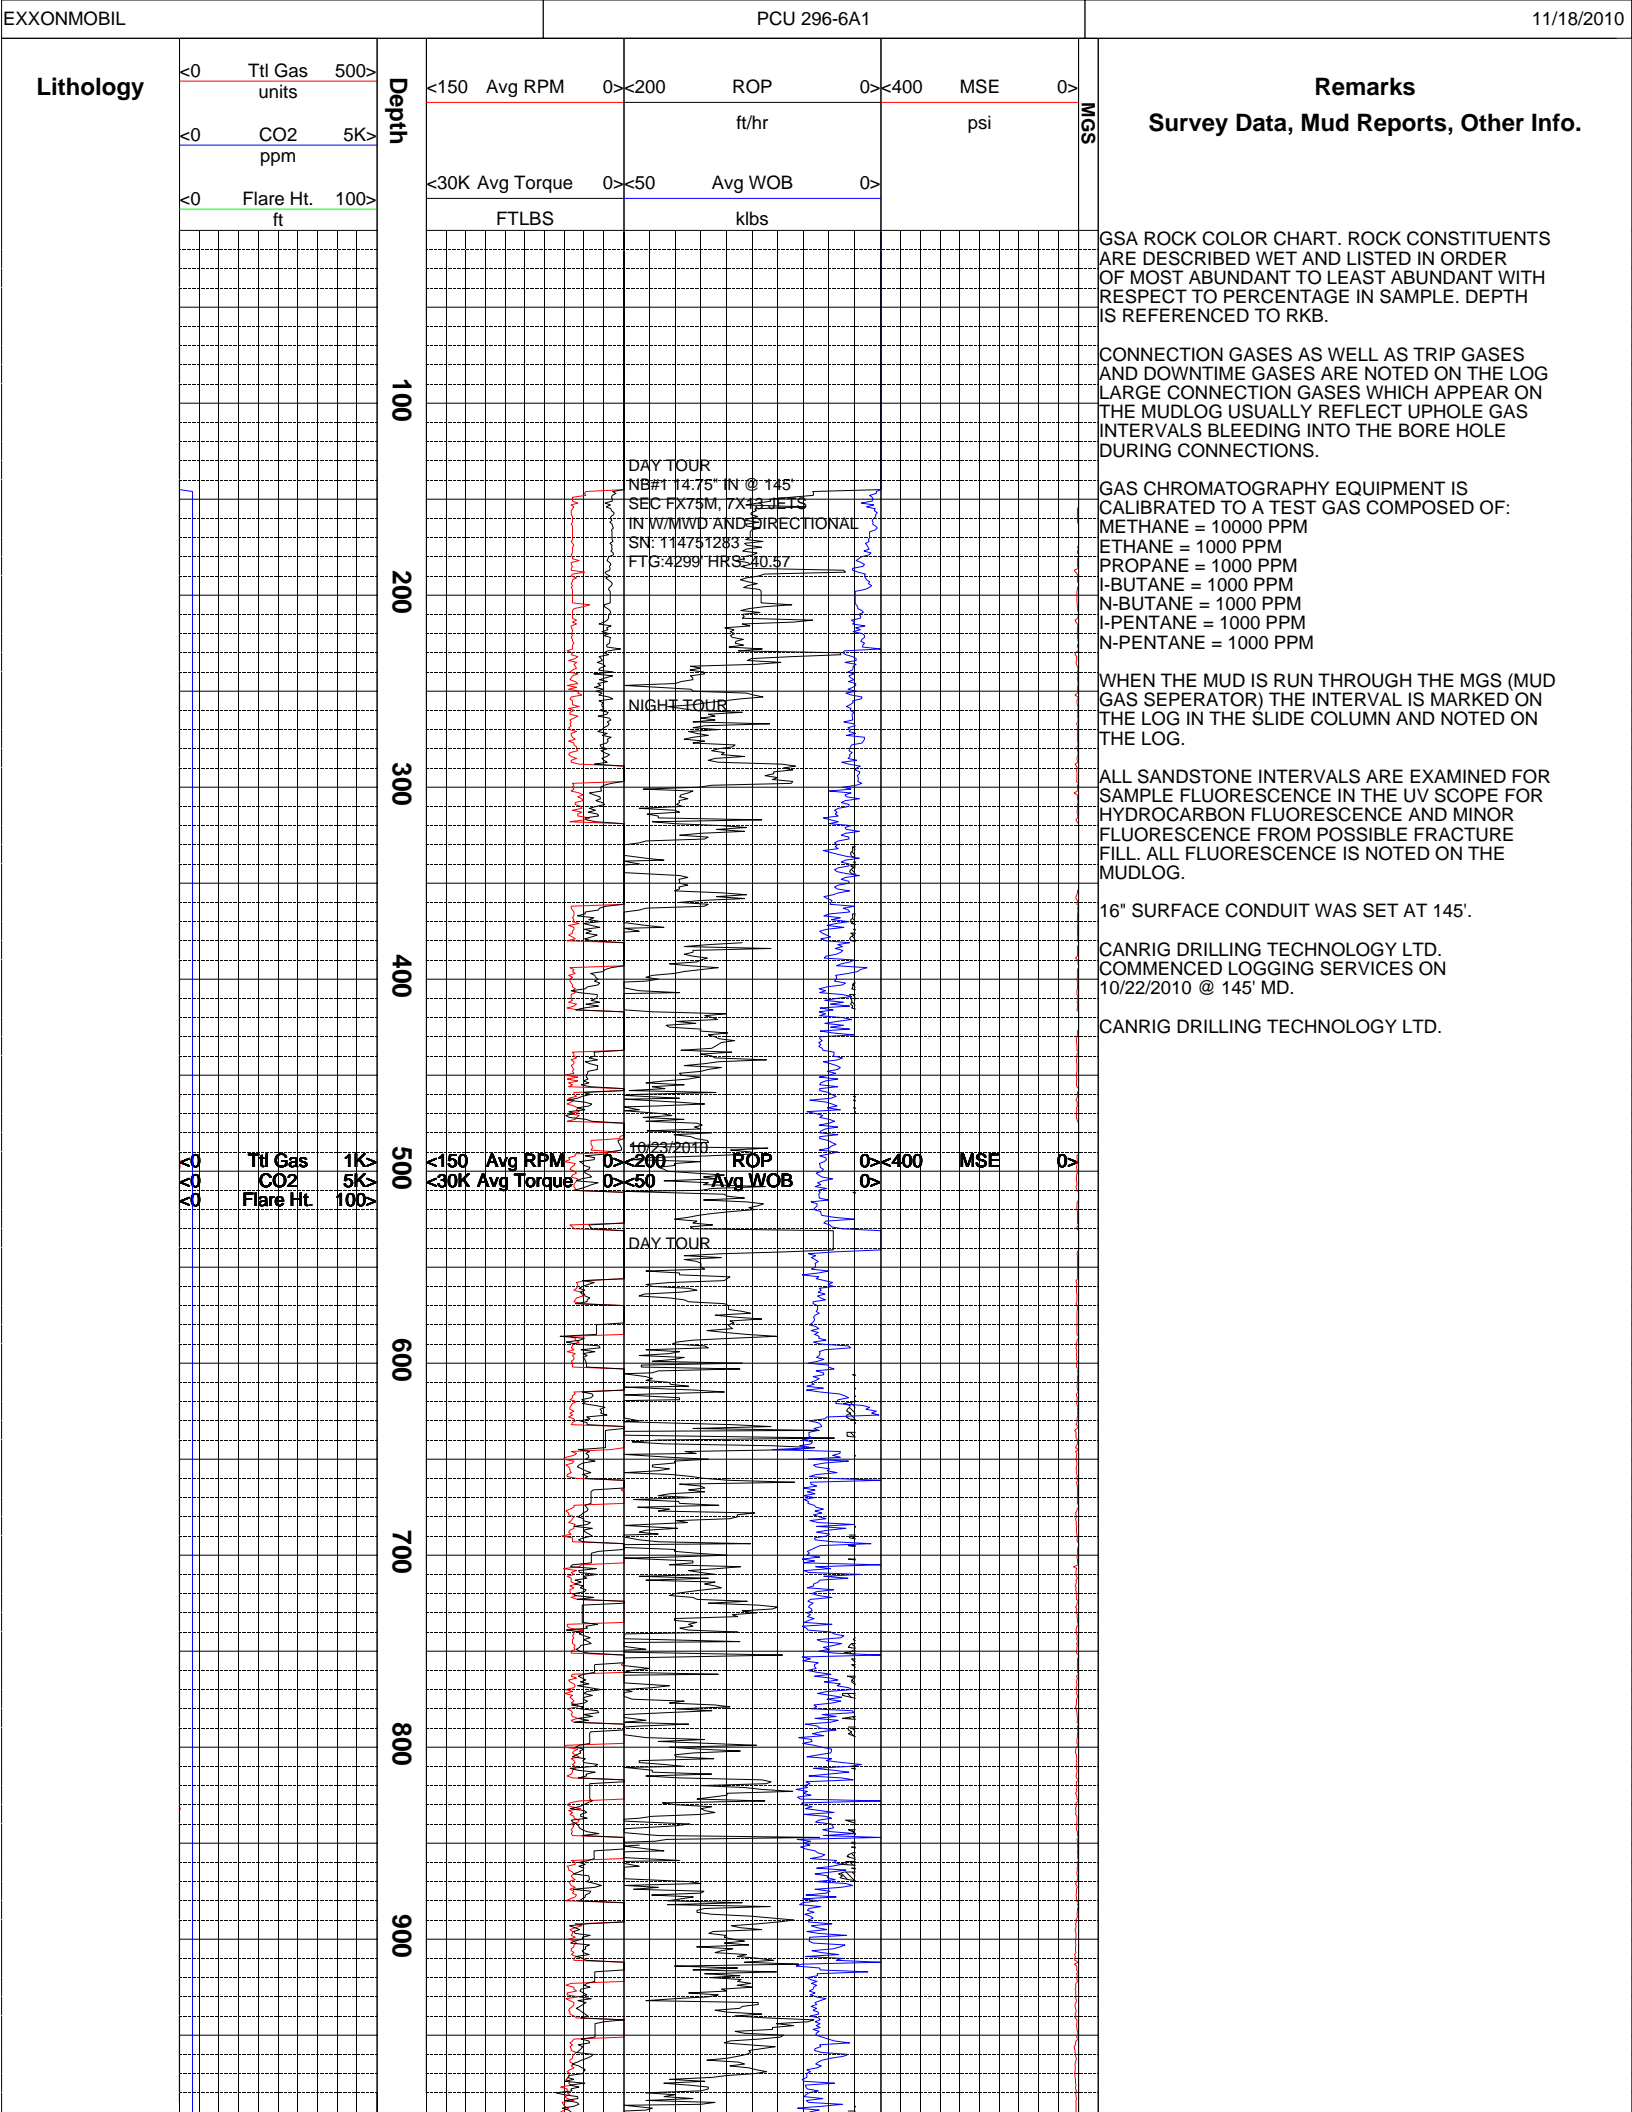 EXXONMOBIL PCU 296-6A1 11/18/2010
Lithology
<0 Ttl Gas 500>
units
<0 CO2 5K>
ppm
<0 Flare Ht. 100>
ft
Depth
<150 Avg RPM 0>
<30K Avg Torque 0>
FTLBS
<200 ROP 0>
ft/hr
<50 Avg WOB 0>
klbs
<400 MSE 0>
psi
MGS
Remarks
Survey Data, Mud Reports, Other Info.
GSA ROCK COLOR CHART. ROCK CONSTITUENTS
ARE DESCRIBED WET AND LISTED IN ORDER
OF MOST ABUNDANT TO LEAST ABUNDANT WITH
RESPECT TO PERCENTAGE IN SAMPLE. DEPTH
IS REFERENCED TO RKB.
CONNECTION GASES AS WELL AS TRIP GASES
AND DOWNTIME GASES ARE NOTED ON THE LOG
LARGE CONNECTION GASES WHICH APPEAR ON
THE MUDLOG USUALLY REFLECT UPHOLE GAS
INTERVALS BLEEDING INTO THE BORE HOLE
DURING CONNECTIONS.
GAS CHROMATOGRAPHY EQUIPMENT IS
CALIBRATED TO A TEST GAS COMPOSED OF:
METHANE = 10000 PPM
ETHANE = 1000 PPM
PROPANE = 1000 PPM
I-BUTANE = 1000 PPM
N-BUTANE = 1000 PPM
I-PENTANE = 1000 PPM
N-PENTANE = 1000 PPM
WHEN THE MUD IS RUN THROUGH THE MGS (MUD
GAS SEPERATOR) THE INTERVAL IS MARKED ON
THE LOG IN THE SLIDE COLUMN AND NOTED ON
THE LOG.
ALL SANDSTONE INTERVALS ARE EXAMINED FOR
SAMPLE FLUORESCENCE IN THE UV SCOPE FOR
HYDROCARBON FLUORESCENCE AND MINOR
FLUORESCENCE FROM POSSIBLE FRACTURE
FILL. ALL FLUORESCENCE IS NOTED ON THE
MUDLOG.
16" SURFACE CONDUIT WAS SET AT 145'.
CANRIG DRILLING TECHNOLOGY LTD.
COMMENCED LOGGING SERVICES ON
10/22/2010 @ 145' MD.
CANRIG DRILLING TECHNOLOGY LTD.
100
DAY TOUR
NB#1 14.75" IN @ 145'
SEC FX75M, 7X13 JETS
IN W/MWD AND DIRECTIONAL
SN: 114751283
FTG:4299' HRS: 40.57
200
NIGHT TOUR
300
400
10/23/2010
500
<0 Ttl Gas 1K> <150 Avg RPM 0> <200 ROP 0> <400 MSE 0>
<0 CO2 5K> <30K Avg Torque 0> <50 Avg WOB 0>
<0 Flare Ht. 100>
DAY TOUR
600
700
800
900